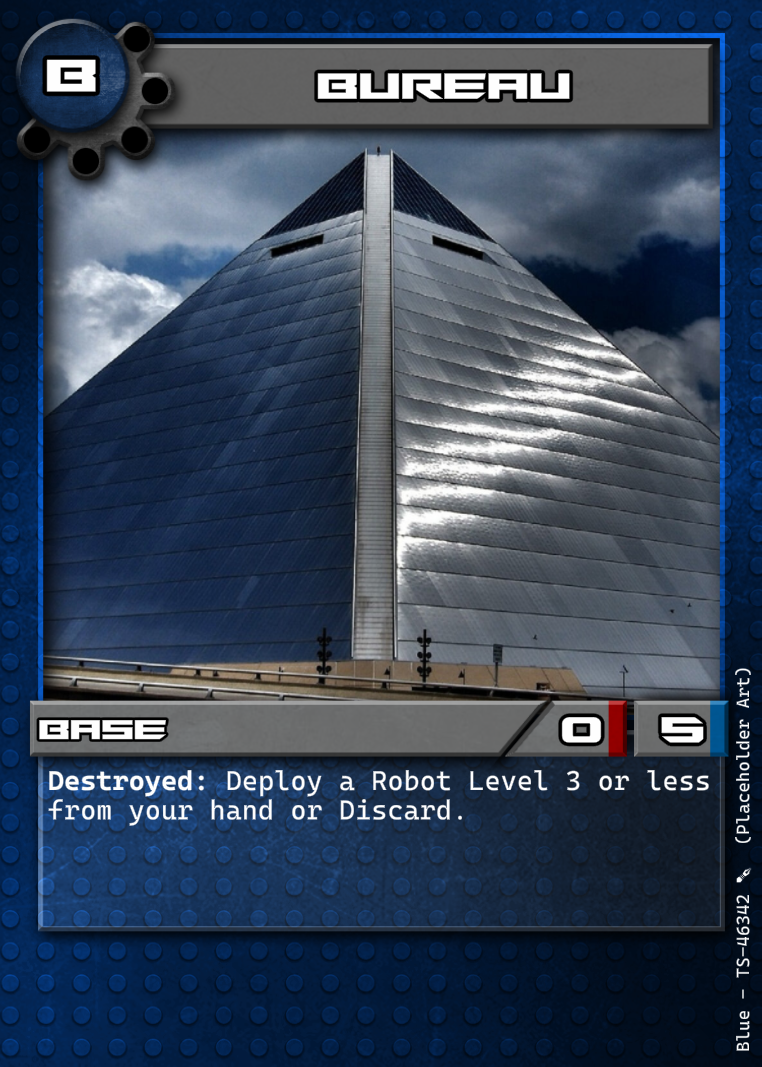 B
BUREAU
BASE
0
5
Destroyed: Deploy a Robot Level 3 or less
from your hand or Discard.
Blue - TS-46342 ✒ (Placeholder Art)